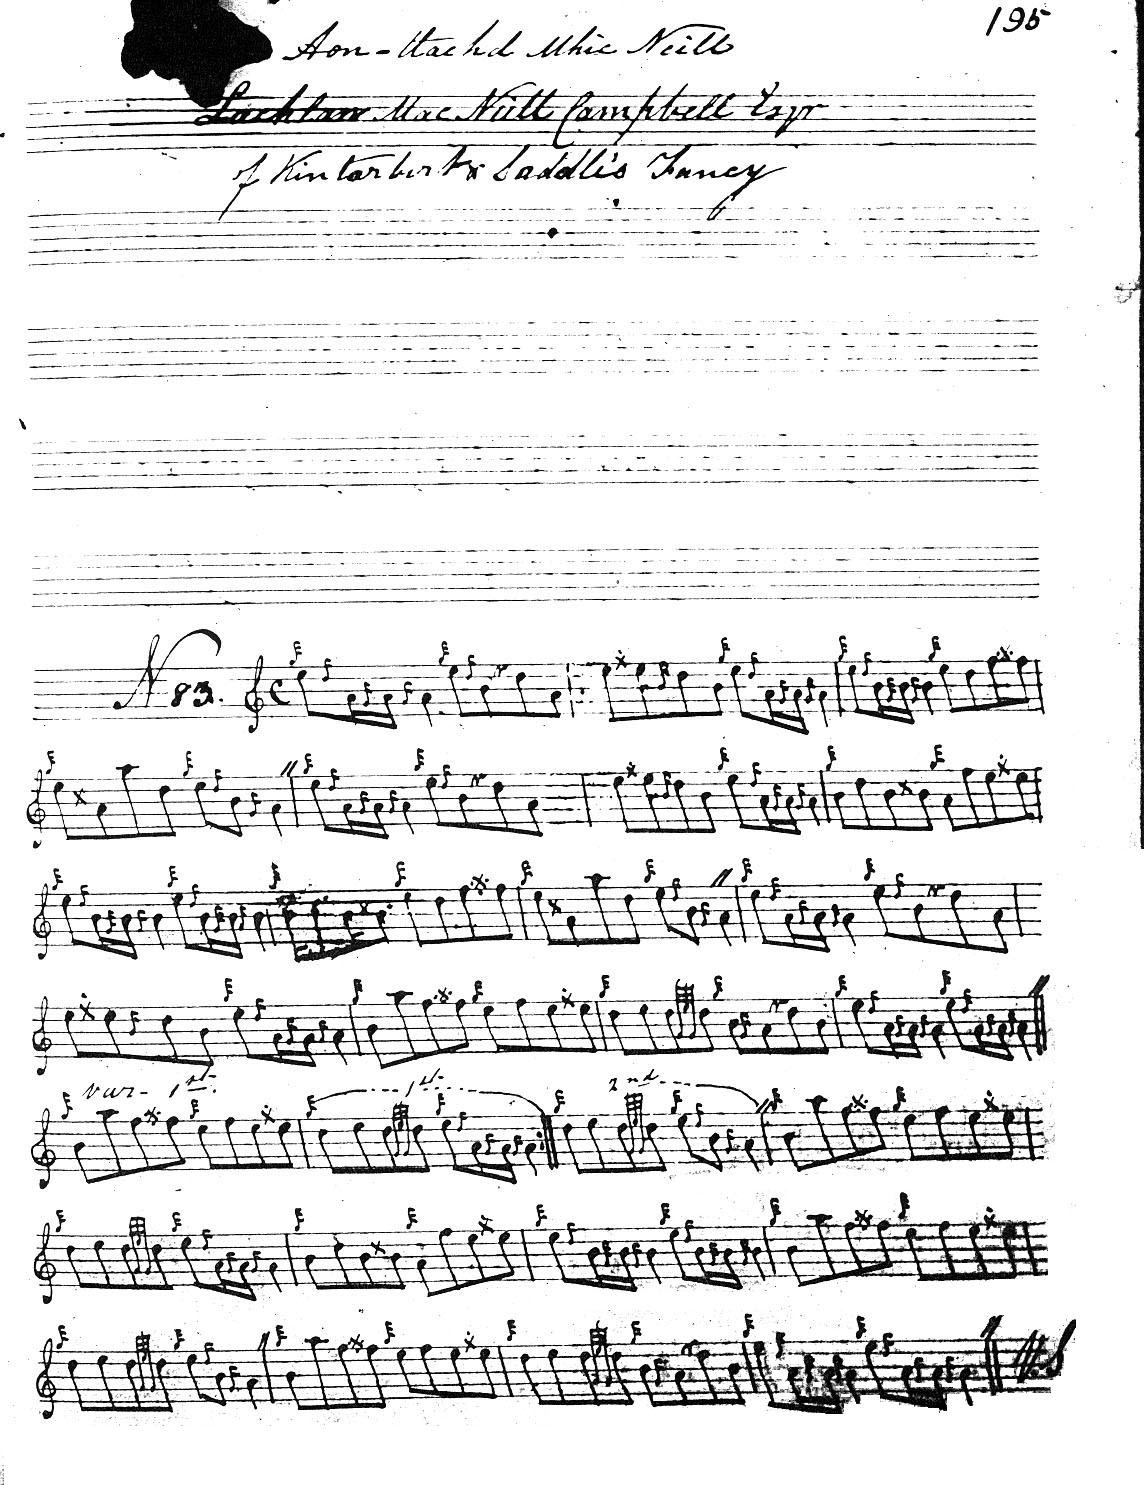 195
Aon-tlachd Mhic Neill
Lachlan Mac Neill Campbell Esqr
of Kintarbert & Saddle's Fancy
N 83.
var- 1st-
1st-
2nd